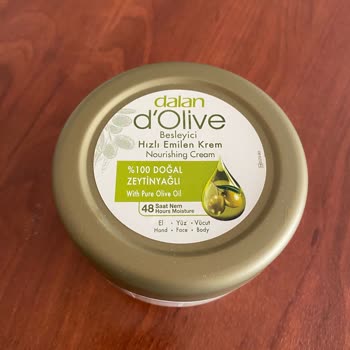 dalan
d'Olive
Besleyici
Hızlı Emilen Krem
Nourishing Cream
%100 DOĞAL
ZEYTİNYAĞLI
With Pure Olive Oil
48 Saat Nem
Hours Moisture
El • Yüz • Vücut
Hand • Face • Body